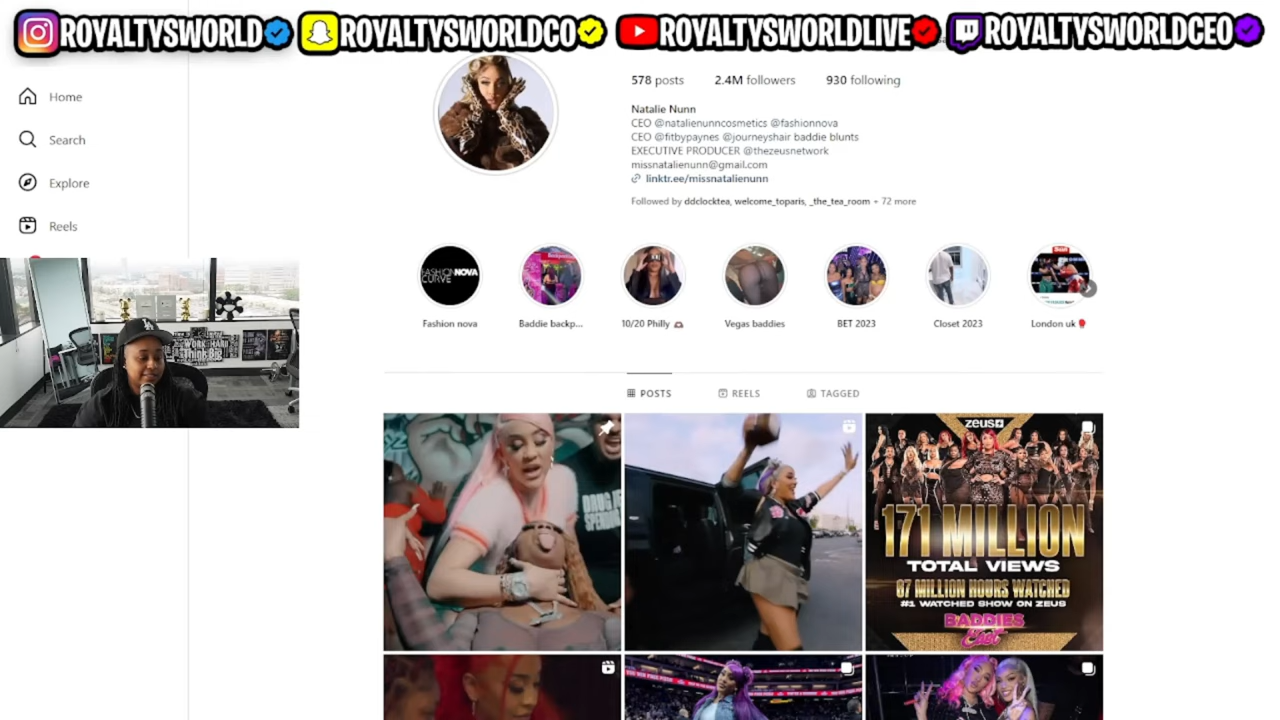 ROYALTYSWORLD ROYALTYSWORLDCO ROYALTYSWORLDLIVE ROYALTYSWORLDCEO
Home
Search
Explore
Reels
578 posts 2.4M followers 930 following
Natalie Nunn
CEO @natalienunncosmetics @fashionnova
CEO @fitbypaynes @journeyshair baddie blunts
EXECUTIVE PRODUCER @thezeusnetwork
missnatalienunn@gmail.com
linktr.ee/missnatalienunn
Followed by ddclocktea, welcome_toparis, _the_tea_room + 72 more
FASHION NOVA
CURVE
Fashion nova Baddie backp... 10/20 Philly Vegas baddies BET 2023 Closet 2023 London uk
POSTS REELS TAGGED
WORK HARD
Think Big
zeus
171 MILLION
TOTAL VIEWS
87 MILLION HOURS WATCHED
#1 WATCHED SHOW ON ZEUS
BADDIES
East